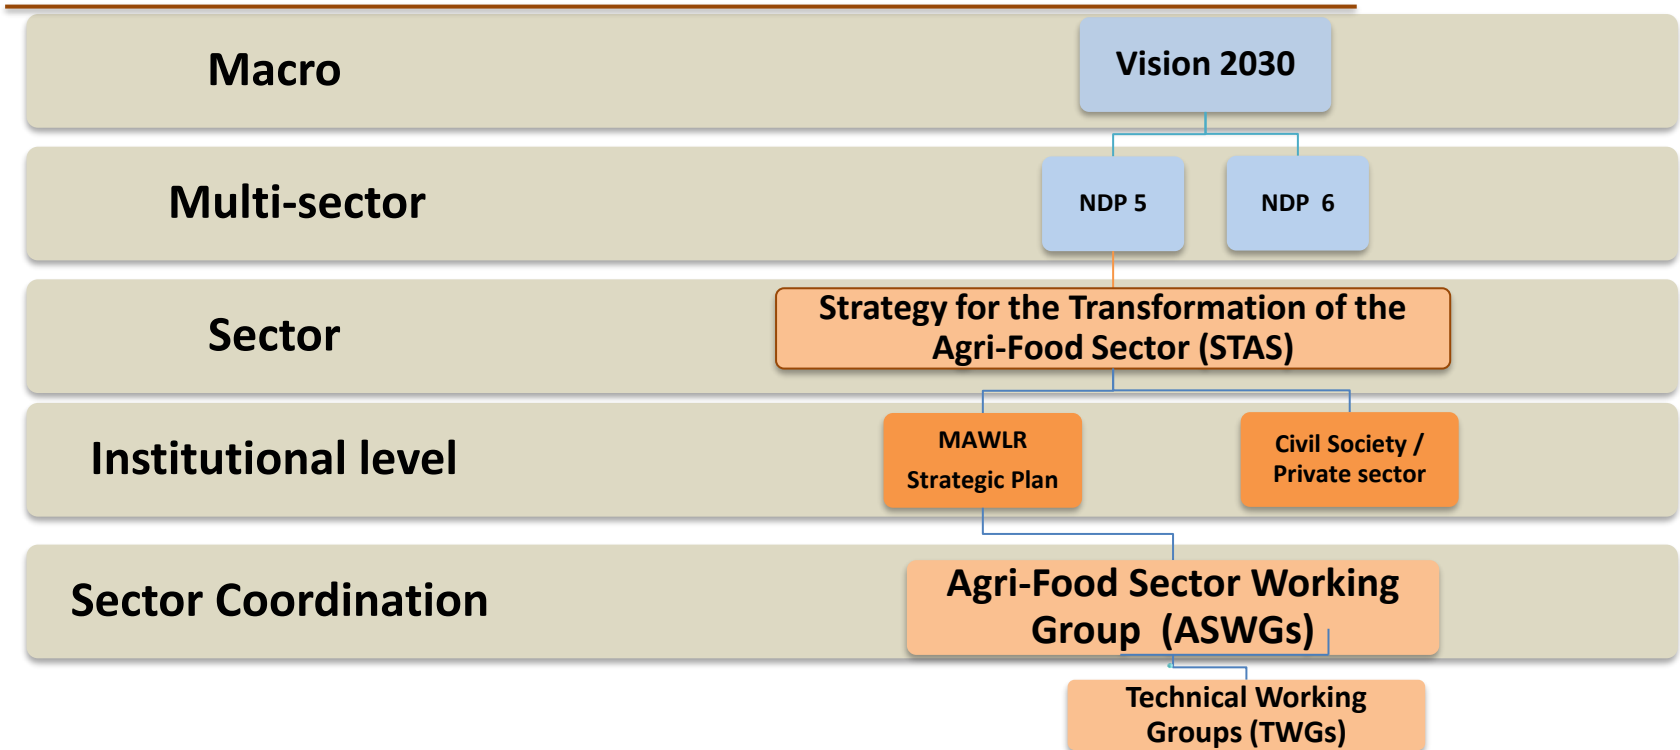 Macro
Vision 2030
Multi-sector
NDP 5
NDP 6
Sector
Strategy for the Transformation of the
Agri-Food Sector (STAS)
Institutional level
MAWLR
Strategic Plan
Civil Society /
Private sector
Sector Coordination
Agri-Food Sector Working
Group (ASWGs)
Technical Working
Groups (TWGs)